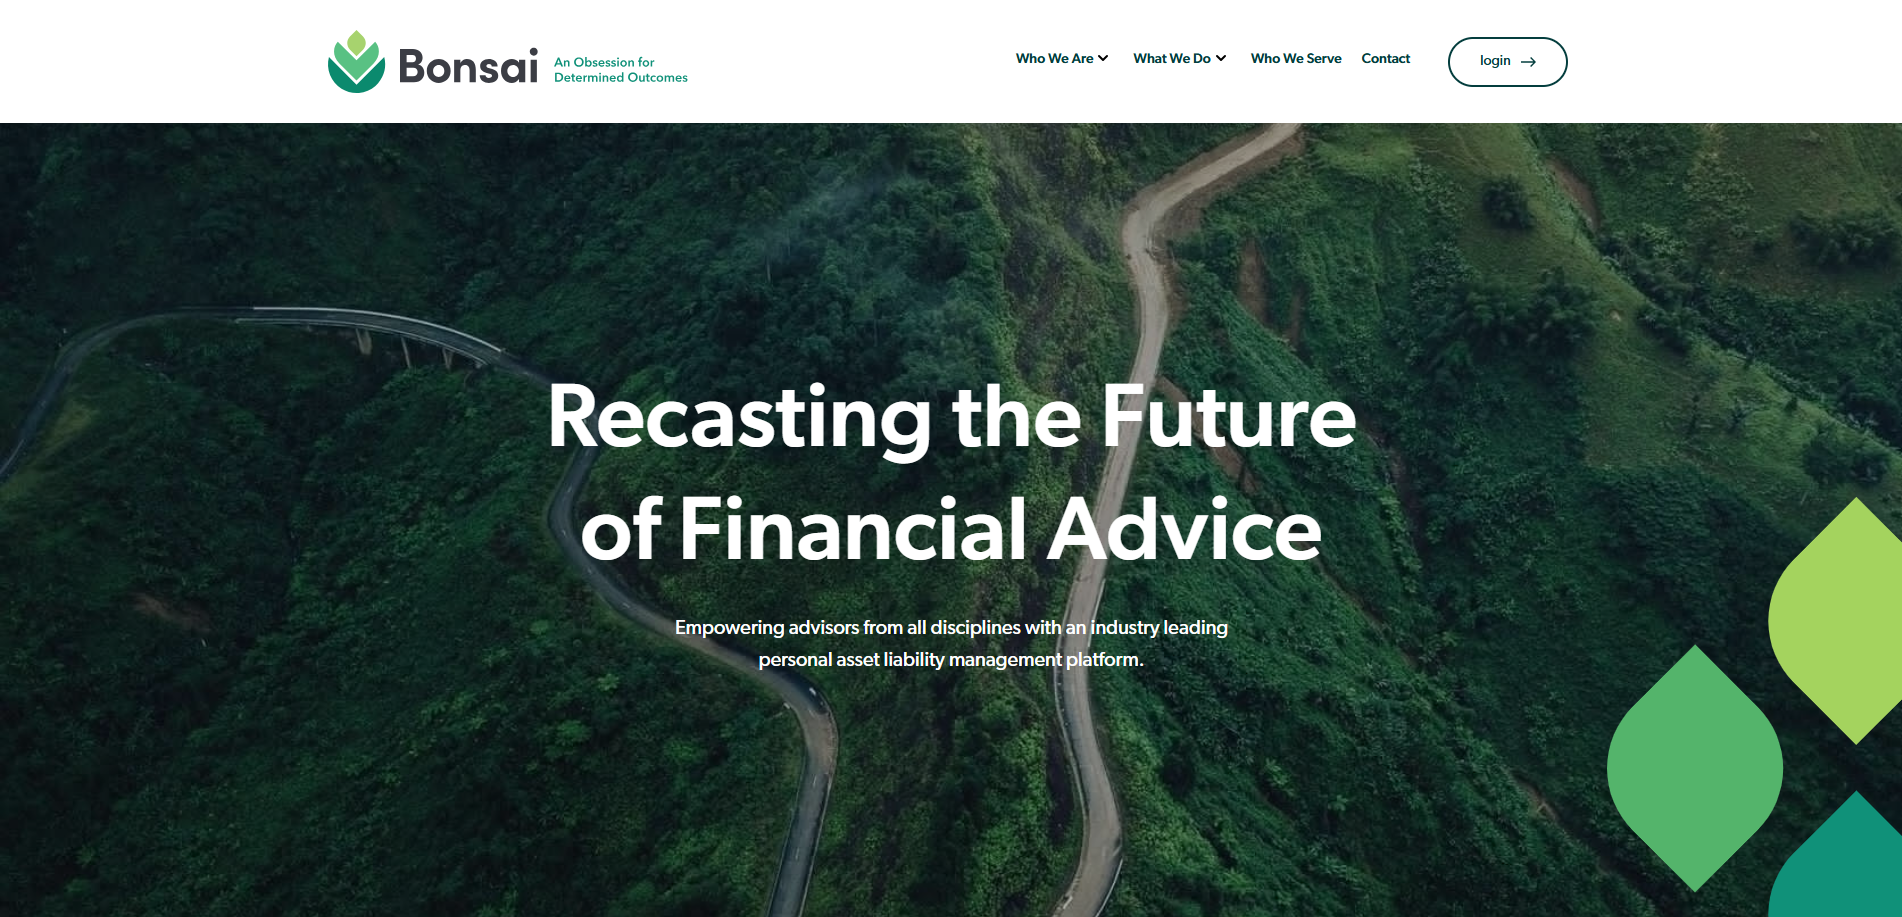 Bonsai
An Obsession for
Determined Outcomes
Who We Are
What We Do
Who We Serve
Contact
login
Recasting the Future
of Financial Advice
Empowering advisors from all disciplines with an industry leading
personal asset liability management platform.